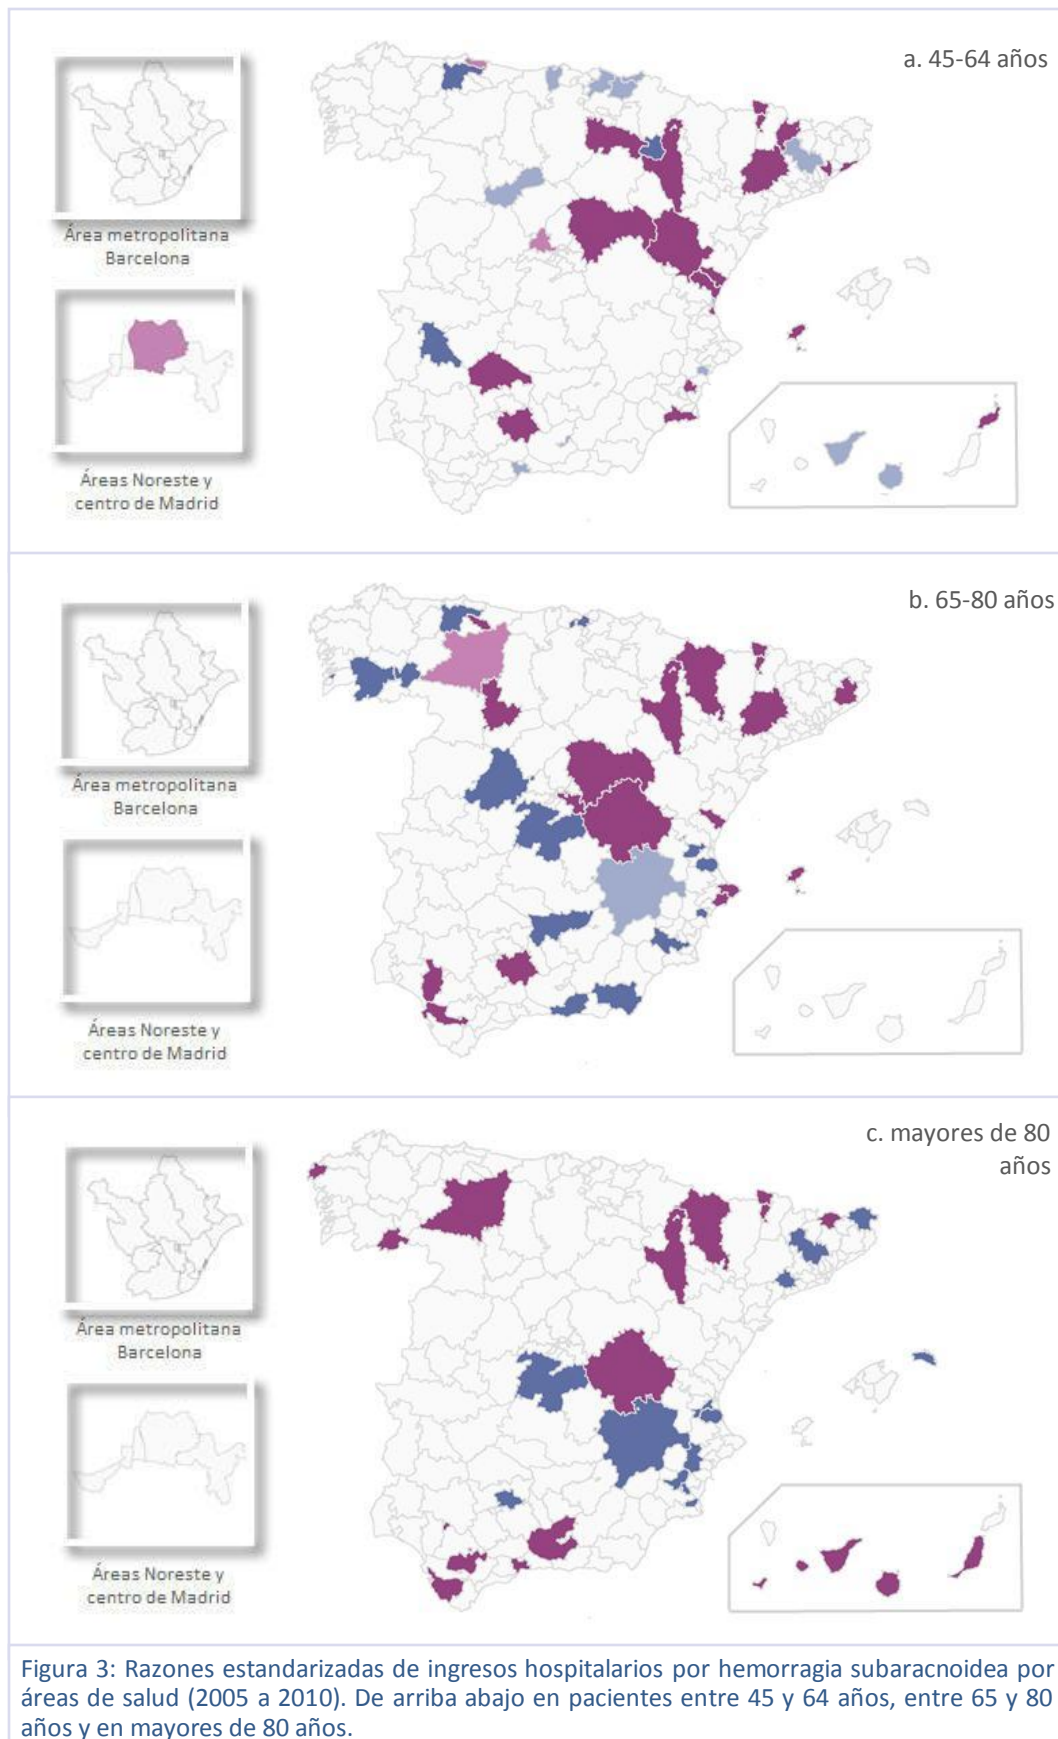 a. 45-64 años
Área metropolitana
Barcelona
Áreas Noreste y
centro de Madrid
b. 65-80 años
Área metropolitana
Barcelona
Áreas Noreste y
centro de Madrid
c. mayores de 80
años
Área metropolitana
Barcelona
Áreas Noreste y
centro de Madrid
Figura 3: Razones estandarizadas de ingresos hospitalarios por hemorragia subaracnoidea por
áreas de salud (2005 a 2010). De arriba abajo en pacientes entre 45 y 64 años, entre 65 y 80
años y en mayores de 80 años.